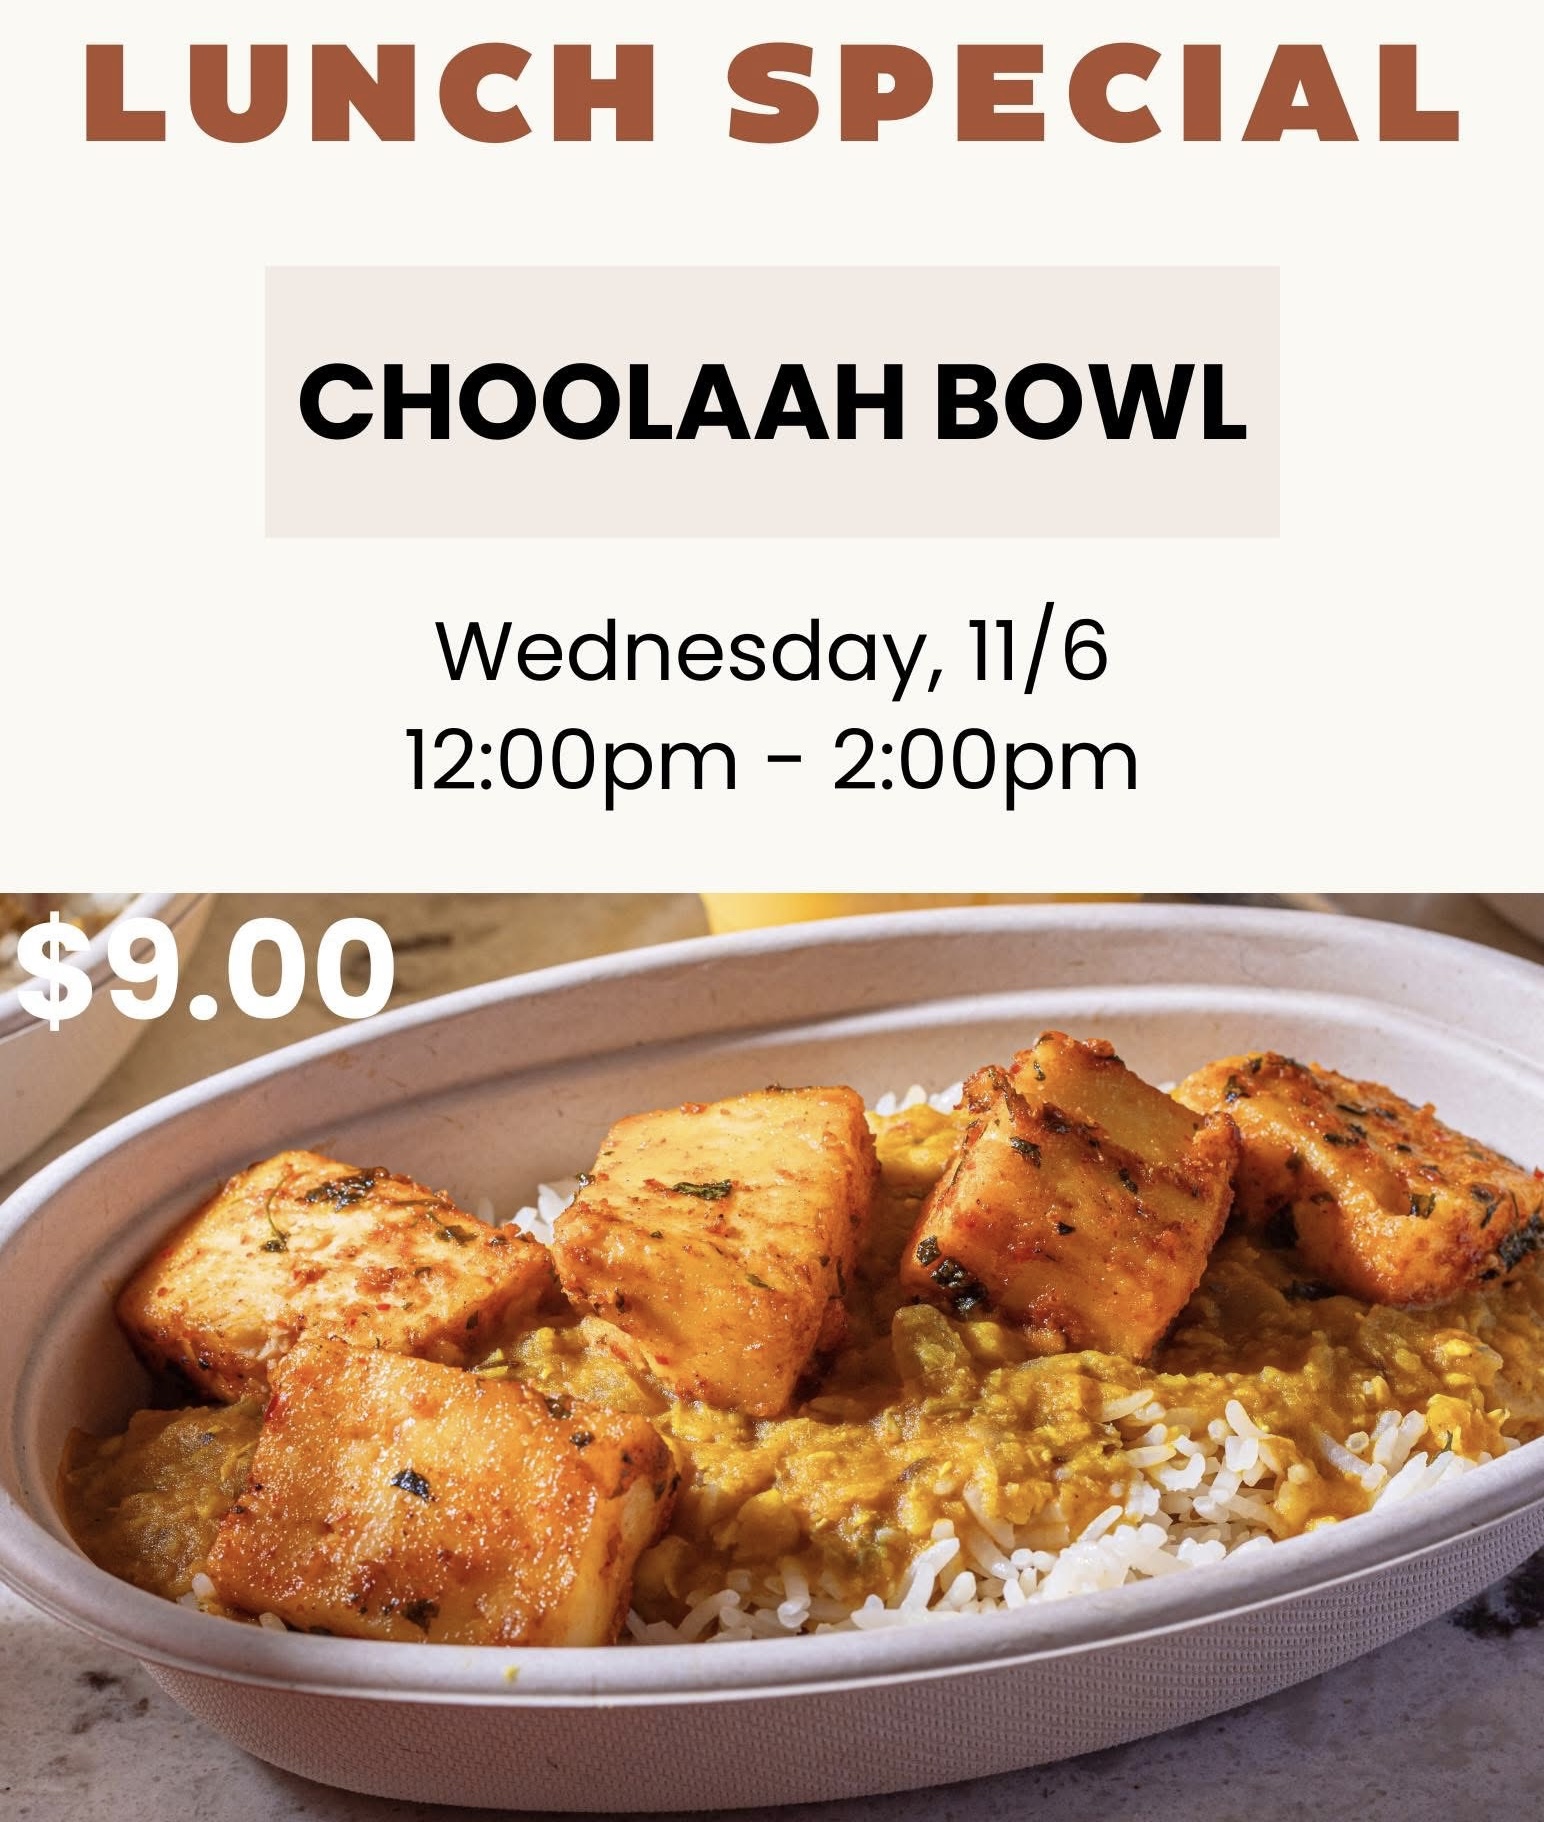 LUNCH SPECIAL
CHOOLAAH BOWL
Wednesday, 11/6
12:00pm - 2:00pm
$9.00